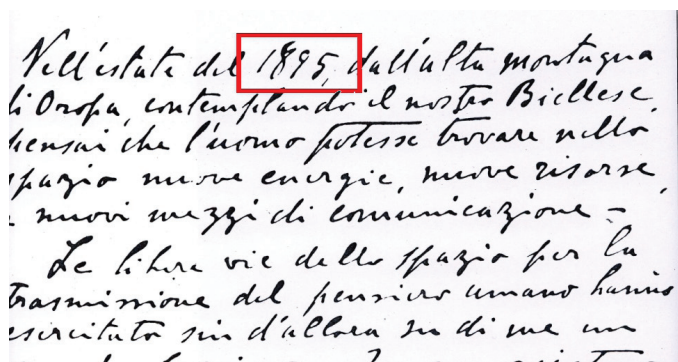 Nell'estate del 1895, dall'alta montagna
di Oropa, contemplando il nostro Biellese,
pensai che l'uomo potesse trovare nello
spazio nuove energie, nuove risorse,
nuovi mezzi di comunicazione –
Le libere vie dello spazio per la
trasmissione del pensiero umano hanno
esercitato sin d'allora su di me un